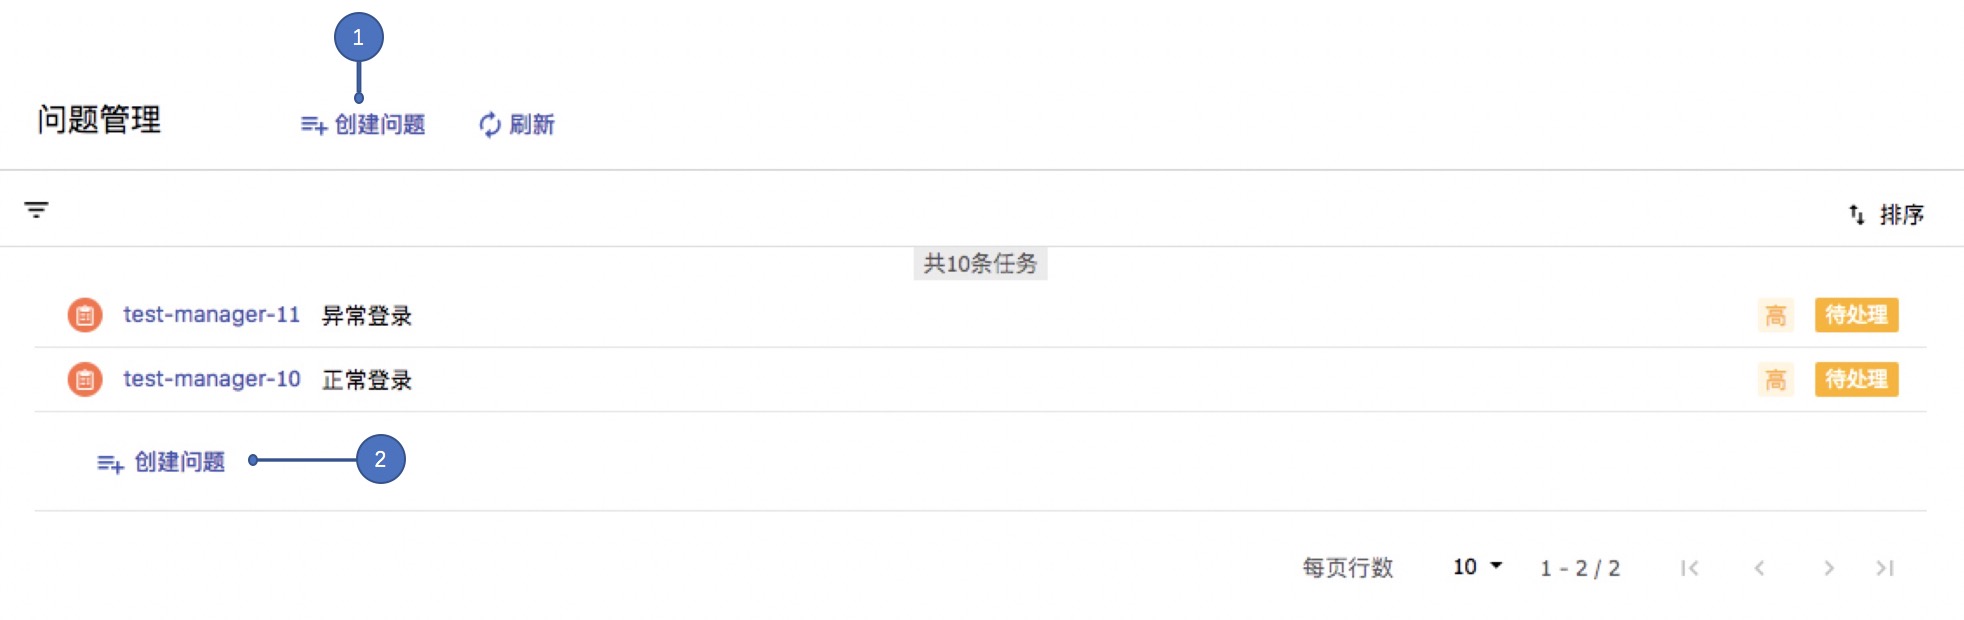 1
问题管理 创建问题 刷新
排序
共10条任务
test-manager-11 异常登录 高 待处理
test-manager-10 正常登录 高 待处理
创建问题 2
每页行数 10 1 - 2 / 2